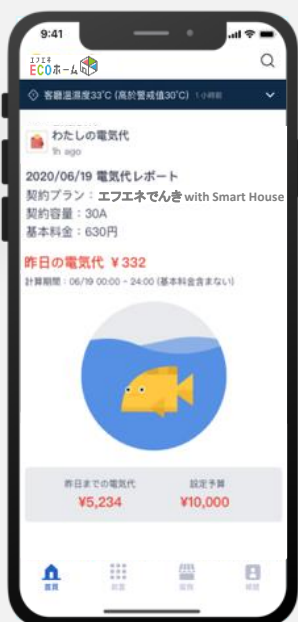 9:41
エフエネ
ECOホーム
客廳溫濕度33°C (高於警戒值30°C) 1小時前
わたしの電気代
1h ago
2020/06/19 電気代レポート
契約プラン：エフエネでんき with Smart House
契約容量：30A
基本料金：630円
昨日の電気代 ¥332
計算期間：06/19 00:00 - 24:00 (基本料金含まない)
昨日までの電気代 設定予算
¥5,234 ¥10,000
首頁